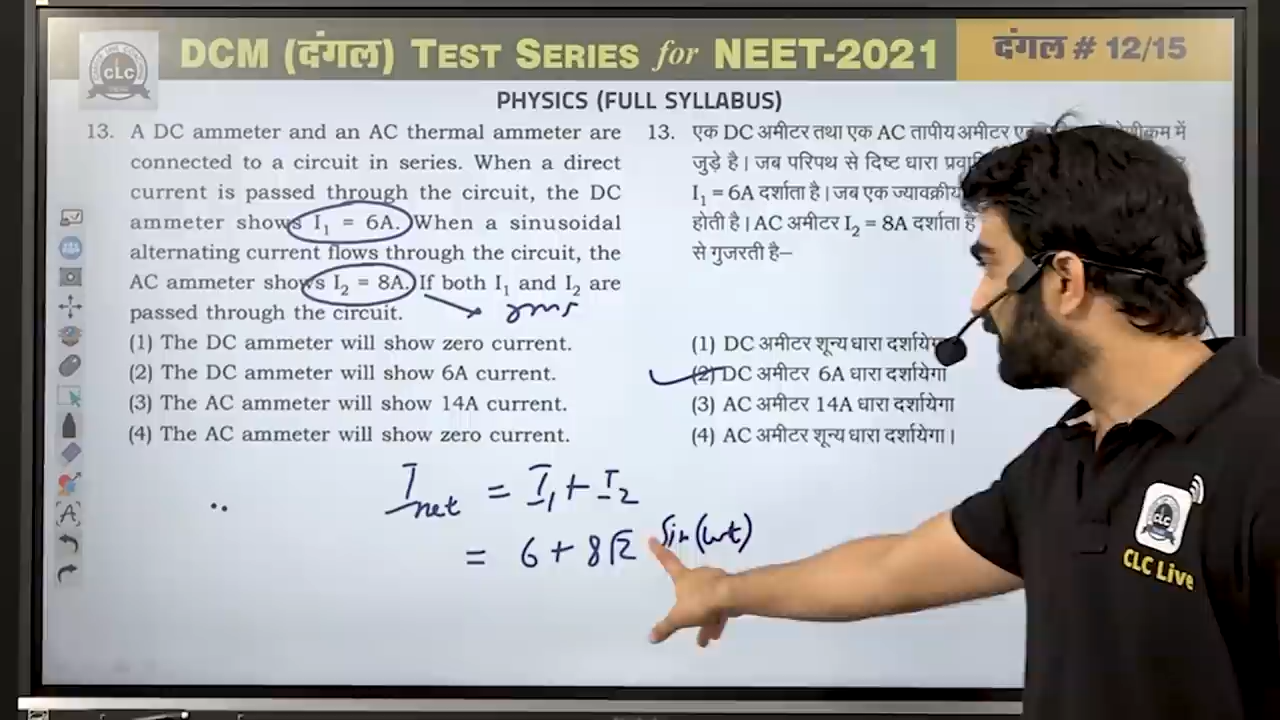 DCM (दंगल) TEST SERIES for NEET-2021
दंगल # 12/15
CLC
PHYSICS (FULL SYLLABUS)
13. A DC ammeter and an AC thermal ammeter are
connected to a circuit in series. When a direct
current is passed through the circuit, the DC
ammeter shows I₁ = 6A. When a sinusoidal
alternating current flows through the circuit, the
AC ammeter shows I₂ = 8A. If both I₁ and I₂ are
passed through the circuit.
rms
(1) The DC ammeter will show zero current.
(2) The DC ammeter will show 6A current.
(3) The AC ammeter will show 14A current.
(4) The AC ammeter will show zero current.
13. एक DC अमीटर तथा एक AC तापीय अमीटर में
जुड़े है। जब परिपथ से दिष्ट धारा
I₁ = 6A दर्शाता है। जब एक ज्यावक्रीय
होती है। AC अमीटर I₂ = 8A दर्शाता है
से गुजरती है–
(1) DC अमीटर शून्य धारा
(2) DC अमीटर 6A धारा दर्शायेगा
(3) AC अमीटर 14A धारा दर्शायेगा
(4) AC अमीटर शून्य धारा दर्शायेगा।
I net = I₁ + I₂
= 6 + 8√2 Sin(wt)
CLC
CLC Live